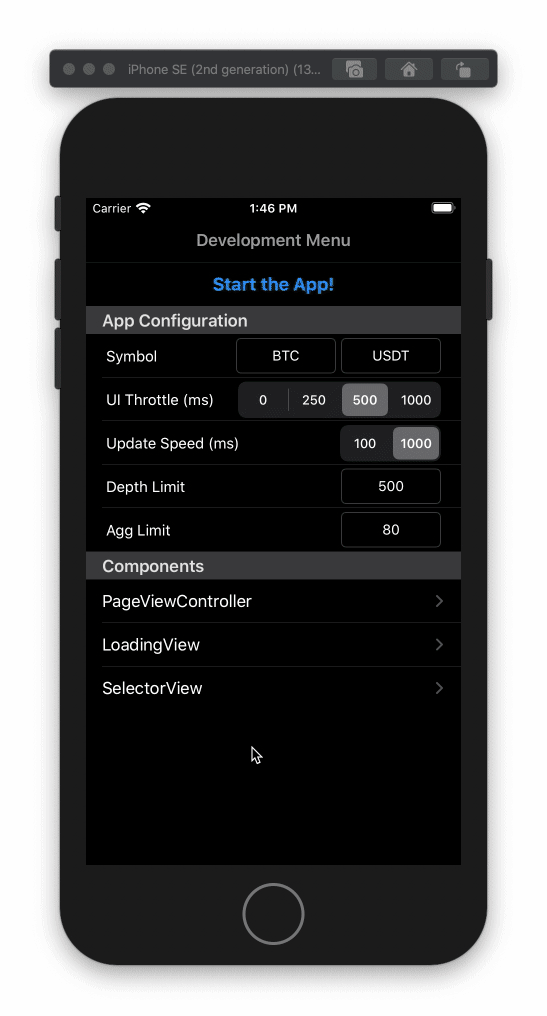 iPhone SE (2nd generation) (13...
Carrier 1:46 PM
Development Menu
Start the App!
App Configuration
Symbol BTC USDT
UI Throttle (ms) 0 250 500 1000
Update Speed (ms) 100 1000
Depth Limit 500
Agg Limit 80
Components
PageViewController
LoadingView
SelectorView